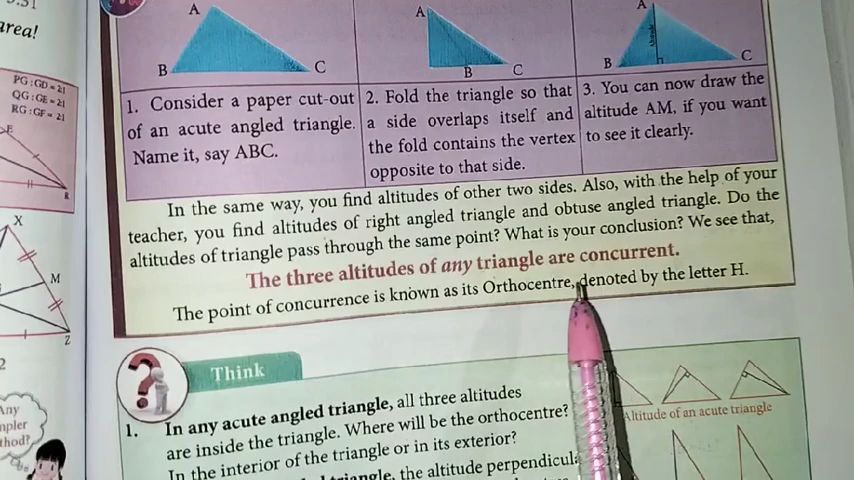 area!
PG : GD = 2:1
QG : GE = 2:1
RG : GF = 2:1
E
R
X
M
Z
2
Any
mpler
thod?
A
B
C
A
B
C
A
B
C
1. Consider a paper cut-out
of an acute angled triangle.
Name it, say ABC.
2. Fold the triangle so that
a side overlaps itself and
the fold contains the vertex
opposite to that side.
3. You can now draw the
altitude AM, if you want
to see it clearly.
In the same way, you find altitudes of other two sides. Also, with the help of your
teacher, you find altitudes of right angled triangle and obtuse angled triangle. Do the
altitudes of triangle pass through the same point? What is your conclusion? We see that,
The three altitudes of any triangle are concurrent.
The point of concurrence is known as its Orthocentre, denoted by the letter H.
Think
1. In any acute angled triangle, all three altitudes
are inside the triangle. Where will be the orthocentre?
In the interior of the triangle or in its exterior?
triangle, the altitude perpendicula
Altitude of an acute triangle